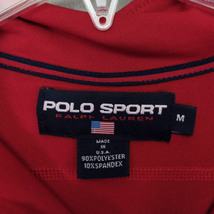 POLO SPORT
RALPH LAUREN
M
MADE
IN
U.S.A.
90%POLYESTER
10%SPANDEX